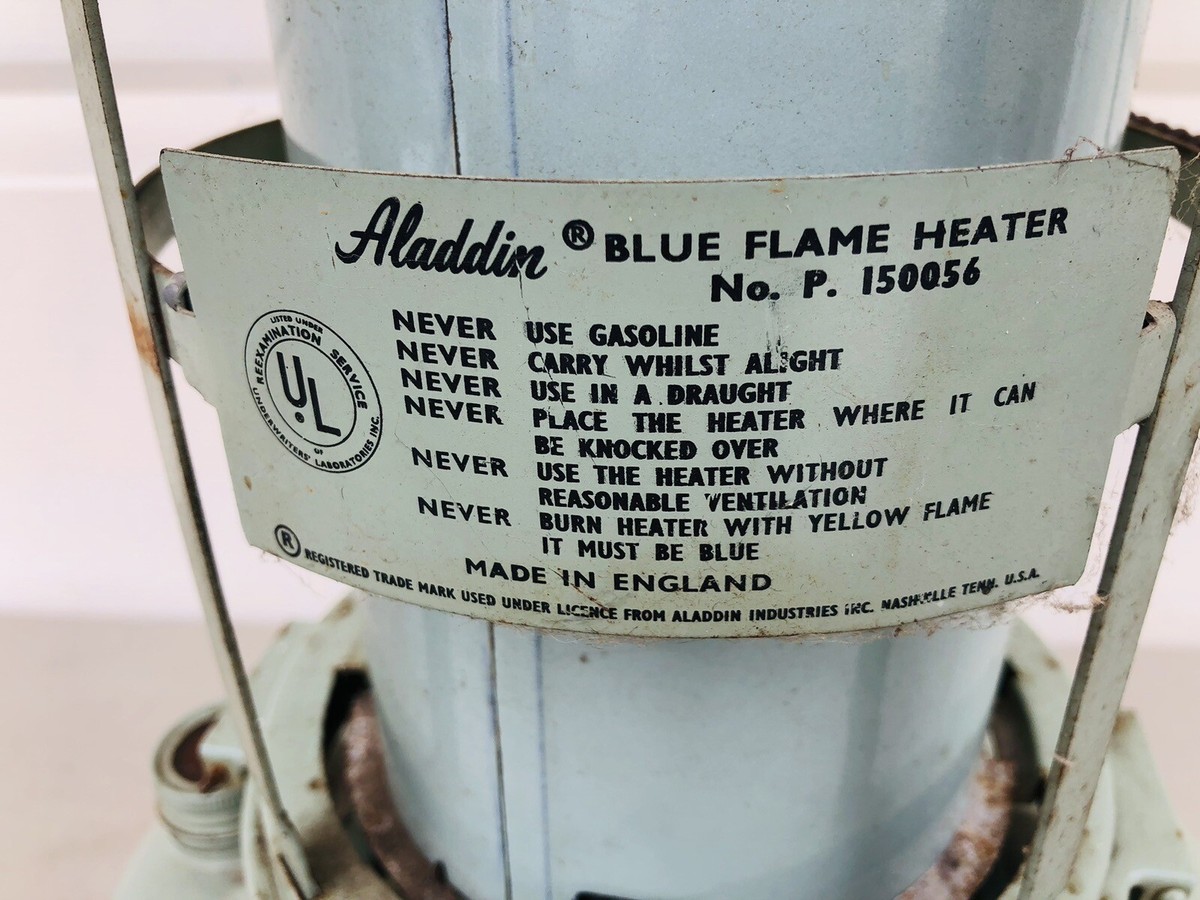 Aladdin ® BLUE FLAME HEATER
No. P. 150056
LISTED UNDER
REEXAMINATION SERVICE
UL
OF
UNDERWRITERS' LABORATORIES INC.
NEVER USE GASOLINE
NEVER CARRY WHILST ALIGHT
NEVER USE IN A DRAUGHT
NEVER PLACE THE HEATER WHERE IT CAN
BE KNOCKED OVER
NEVER USE THE HEATER WITHOUT
REASONABLE VENTILATION
NEVER BURN HEATER WITH YELLOW FLAME
IT MUST BE BLUE
MADE IN ENGLAND
® REGISTERED TRADE MARK USED UNDER LICENCE FROM ALADDIN INDUSTRIES INC. NASHVILLE TENN. U.S.A.